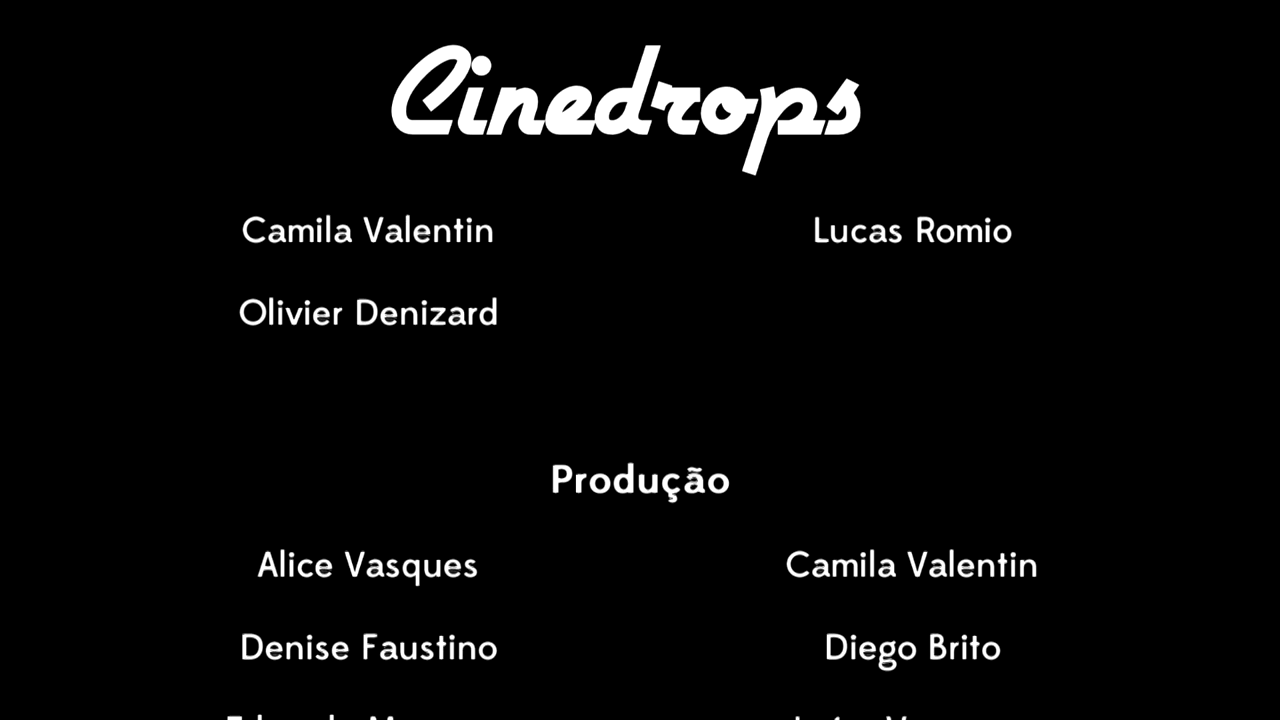 Cinedrops
Camila Valentin Lucas Romio
Olivier Denizard
Produção
Alice Vasques Camila Valentin
Denise Faustino Diego Brito